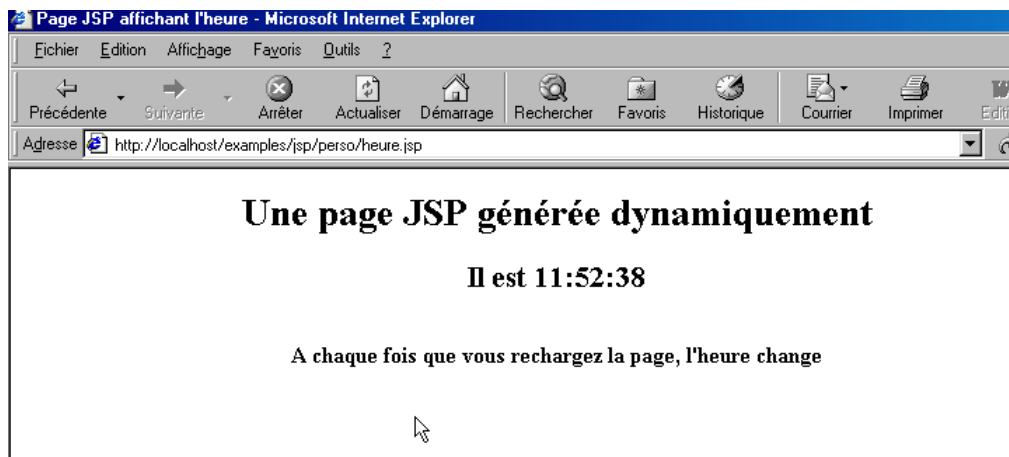 Page JSP affichant l'heure - Microsoft Internet Explorer
Fichier Edition Affichage Favoris Outils ?
Précédente Suivante Arrêter Actualiser Démarrage Rechercher Favoris Historique Courrier Imprimer
Adresse http://localhost/examples/jsp/perso/heure.jsp
Une page JSP générée dynamiquement
Il est 11:52:38
A chaque fois que vous rechargez la page, l'heure change